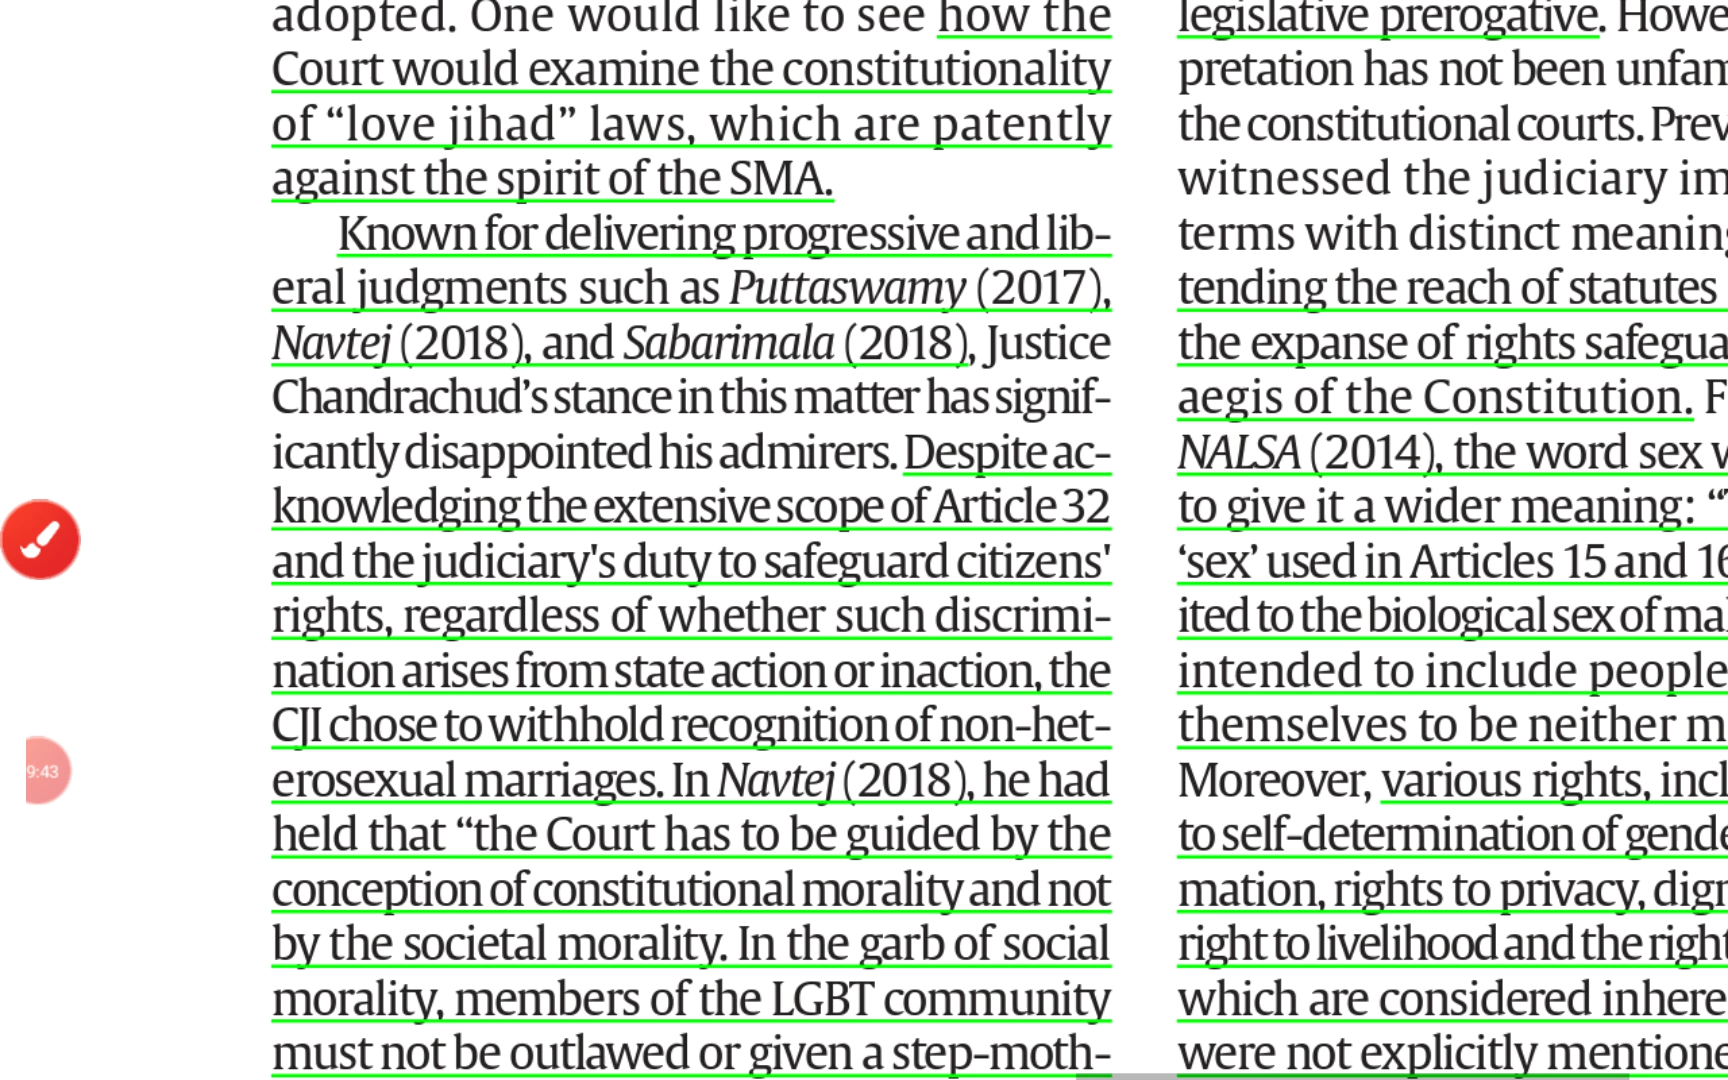 adopted. One would like to see how the
Court would examine the constitutionality
of “love jihad” laws, which are patently
against the spirit of the SMA.
Known for delivering progressive and lib-
eral judgments such as Puttaswamy (2017),
Navtej (2018), and Sabarimala (2018), Justice
Chandrachud’s stance in this matter has signif-
icantly disappointed his admirers. Despite ac-
knowledging the extensive scope of Article 32
and the judiciary's duty to safeguard citizens'
rights, regardless of whether such discrimi-
nation arises from state action or inaction, the
CJI chose to withhold recognition of non-het-
erosexual marriages. In Navtej (2018), he had
held that “the Court has to be guided by the
conception of constitutional morality and not
by the societal morality. In the garb of social
morality, members of the LGBT community
must not be outlawed or given a step-moth-
legislative prerogative. Howe
pretation has not been unfam
the constitutional courts. Prev
witnessed the judiciary im
terms with distinct meaning
tending the reach of statutes
the expanse of rights safegua
aegis of the Constitution. F
NALSA (2014), the word sex w
to give it a wider meaning: “
‘sex’ used in Articles 15 and 16
ited to the biological sex of mal
intended to include people
themselves to be neither m
Moreover, various rights, incl
to self-determination of gende
mation, rights to privacy, dign
right to livelihood and the right
which are considered inhere
were not explicitly mentione
9:43